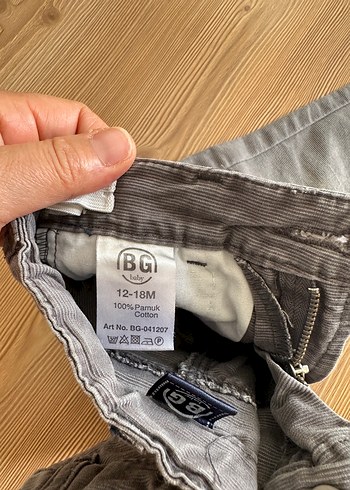 BG
baby
12-18M
100% Pamuk
Cotton
Art No. BG-041207
BG